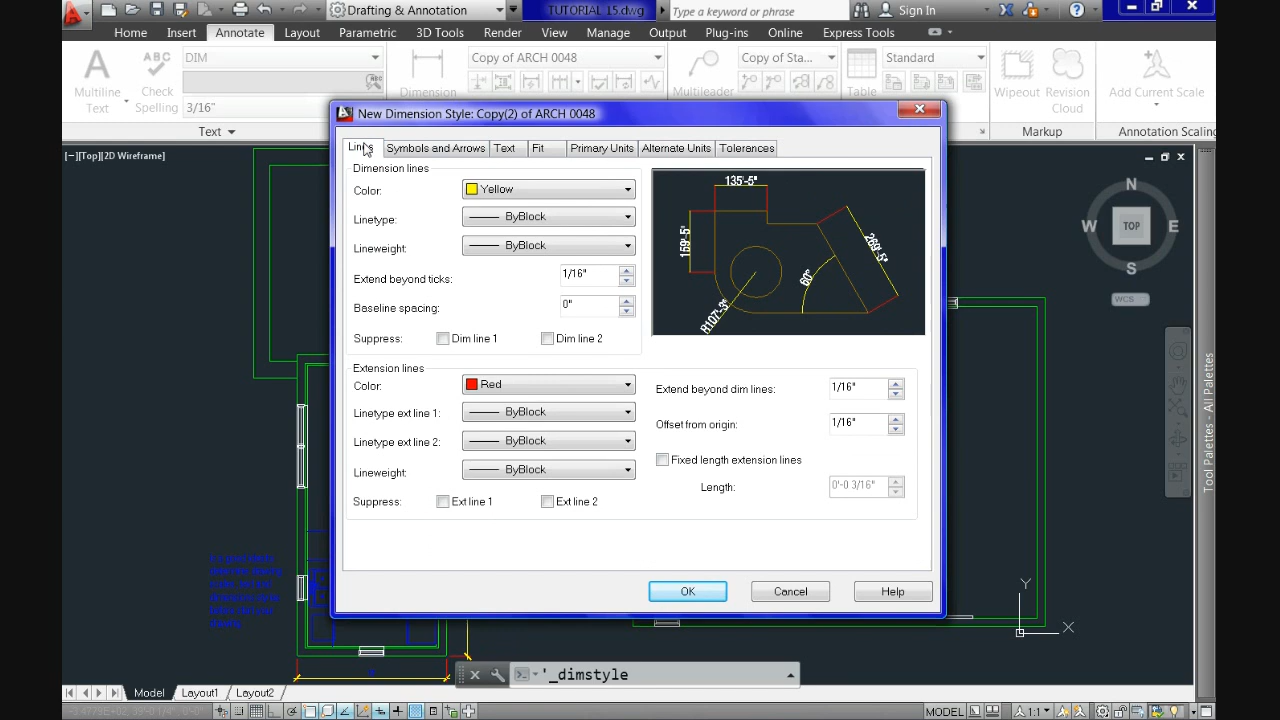 Drafting & Annotation
TUTORIAL 15.dwg
Type a keyword or phrase
Sign In
Home Insert Annotate Layout Parametric 3D Tools Render View Manage Output Plug-ins Online Express Tools
DIM
Copy of ARCH 0048
Copy of Sta...
Standard
Multiline Text
ABC
Check Spelling
3/16"
Dimension
Multileader
Table
Wipeout
Revision Cloud
Add Current Scale
Text
Markup
Annotation Scaling
New Dimension Style: Copy(2) of ARCH 0048
[−][Top][2D Wireframe]
Lines Symbols and Arrows Text Fit Primary Units Alternate Units Tolerances
Dimension lines
Color: Yellow
Linetype: ByBlock
Lineweight: ByBlock
Extend beyond ticks: 1/16"
Baseline spacing: 0"
Suppress: Dim line 1 Dim line 2
135'-5"
159'-5"
269'-5"
60°
R107'-3"
Extension lines
Color: Red
Linetype ext line 1: ByBlock
Linetype ext line 2: ByBlock
Lineweight: ByBlock
Suppress: Ext line 1 Ext line 2
Extend beyond dim lines: 1/16"
Offset from origin: 1/16"
Fixed length extension lines
Length: 0'-0 3/16"
OK Cancel Help
N
W TOP E
S
WCS
Tool Palettes - All Palettes
Y
X
'_dimstyle
Model Layout1 Layout2
MODEL
1:1